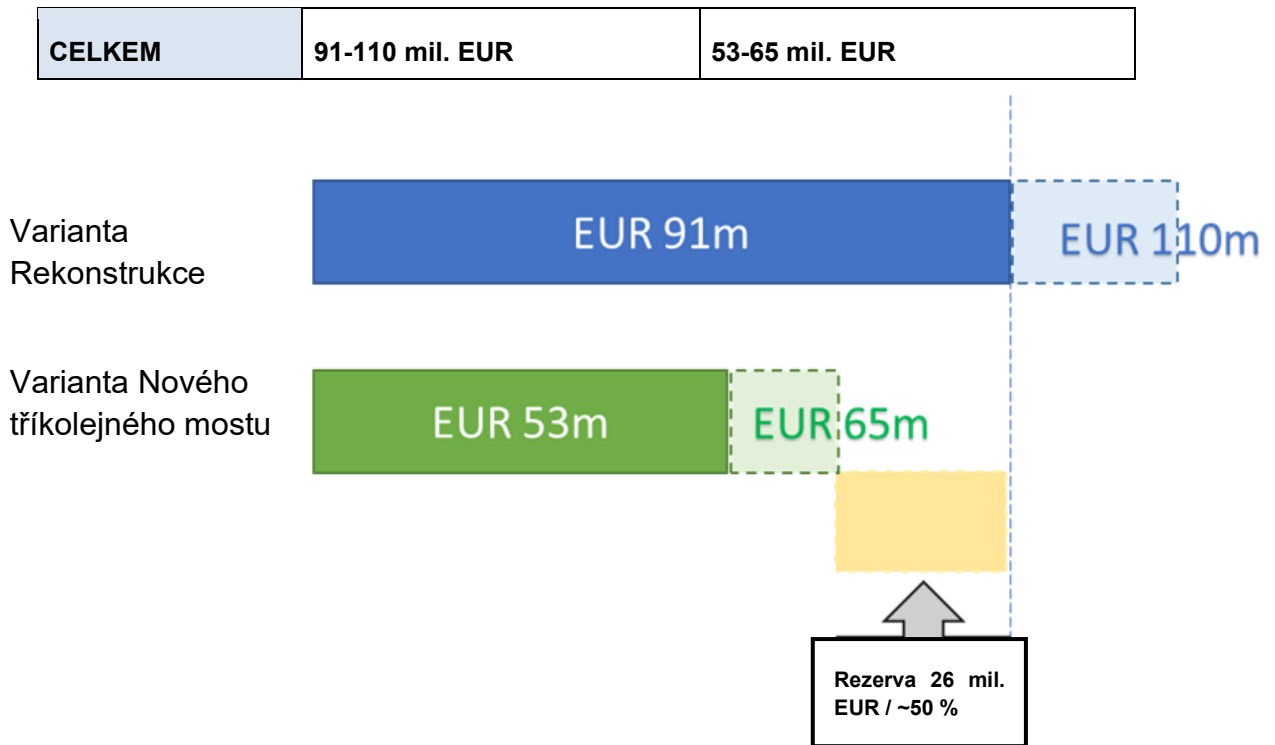 CELKEM 91-110 mil. EUR 53-65 mil. EUR
Varianta
Rekonstrukce
EUR 91m EUR 110m
Varianta Nového
tříkolejného mostu
EUR 53m EUR 65m
Rezerva 26 mil.
EUR / ~50 %